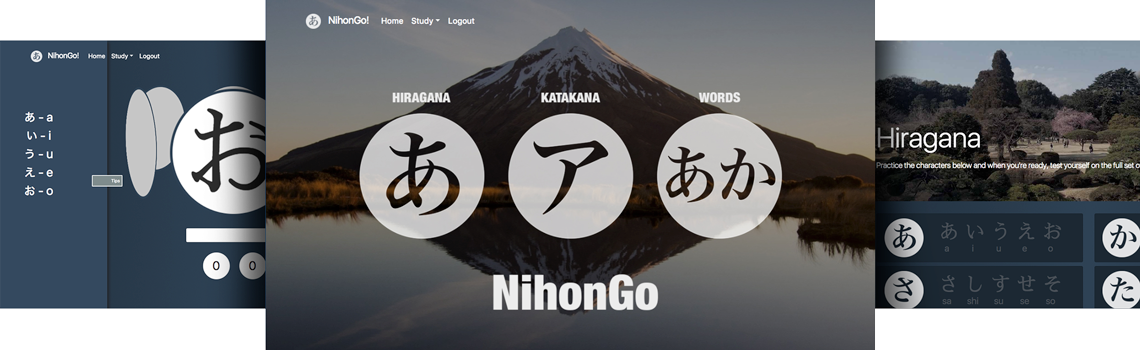 あ NihonGo! Home Study Logout
あ - a
い - i
う - u
え - e
お - o
Tips
お
0 0
あ NihonGo! Home Study Logout
HIRAGANA KATAKANA WORDS
あ ア あか
NihonGo
Hiragana
Practice the characters below and when you're ready, test yourself on the full set o
あ あ い う え お か
a i u e o
さ さ し す せ そ た
sa shi su se so